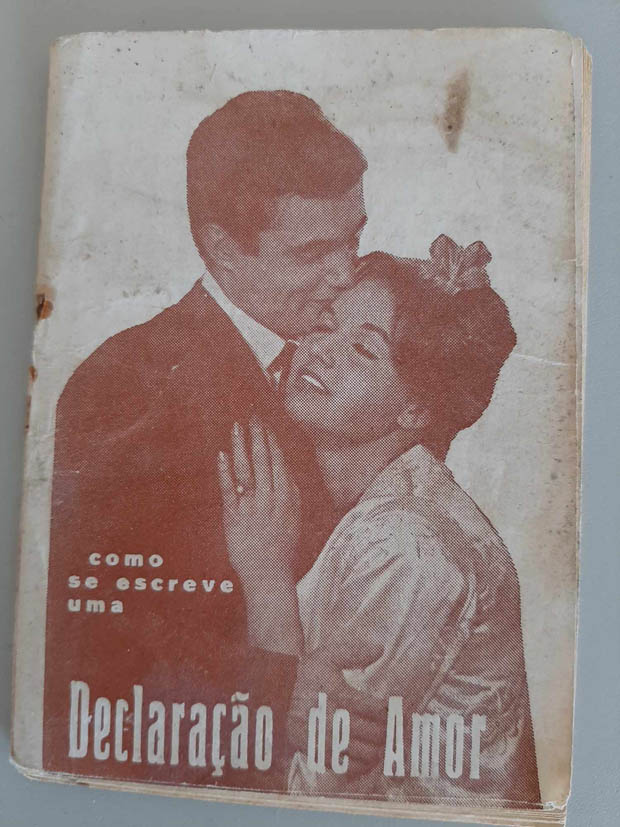 como
se escreve
uma
Declaração de Amor